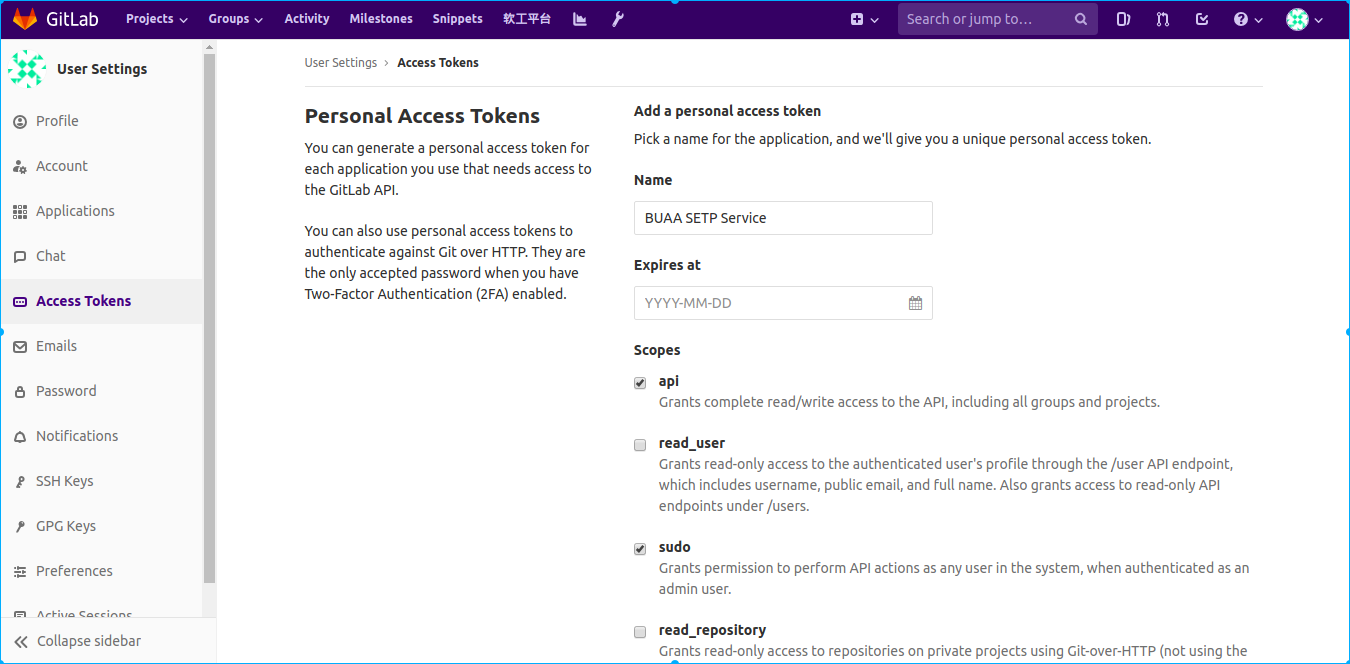 GitLab Projects Groups Activity Milestones Snippets 软工平台 Search or jump to…
User Settings
Profile
Account
Applications
Chat
Access Tokens
Emails
Password
Notifications
SSH Keys
GPG Keys
Preferences
Active Sessions
Collapse sidebar
User Settings › Access Tokens
Personal Access Tokens
You can generate a personal access token for
each application you use that needs access to
the GitLab API.
You can also use personal access tokens to
authenticate against Git over HTTP. They are
the only accepted password when you have
Two-Factor Authentication (2FA) enabled.
Add a personal access token
Pick a name for the application, and we'll give you a unique personal access token.
Name
BUAA SETP Service
Expires at
YYYY-MM-DD
Scopes
api
Grants complete read/write access to the API, including all groups and projects.
read_user
Grants read-only access to the authenticated user's profile through the /user API endpoint,
which includes username, public email, and full name. Also grants access to read-only API
endpoints under /users.
sudo
Grants permission to perform API actions as any user in the system, when authenticated as an
admin user.
read_repository
Grants read-only access to repositories on private projects using Git-over-HTTP (not using the